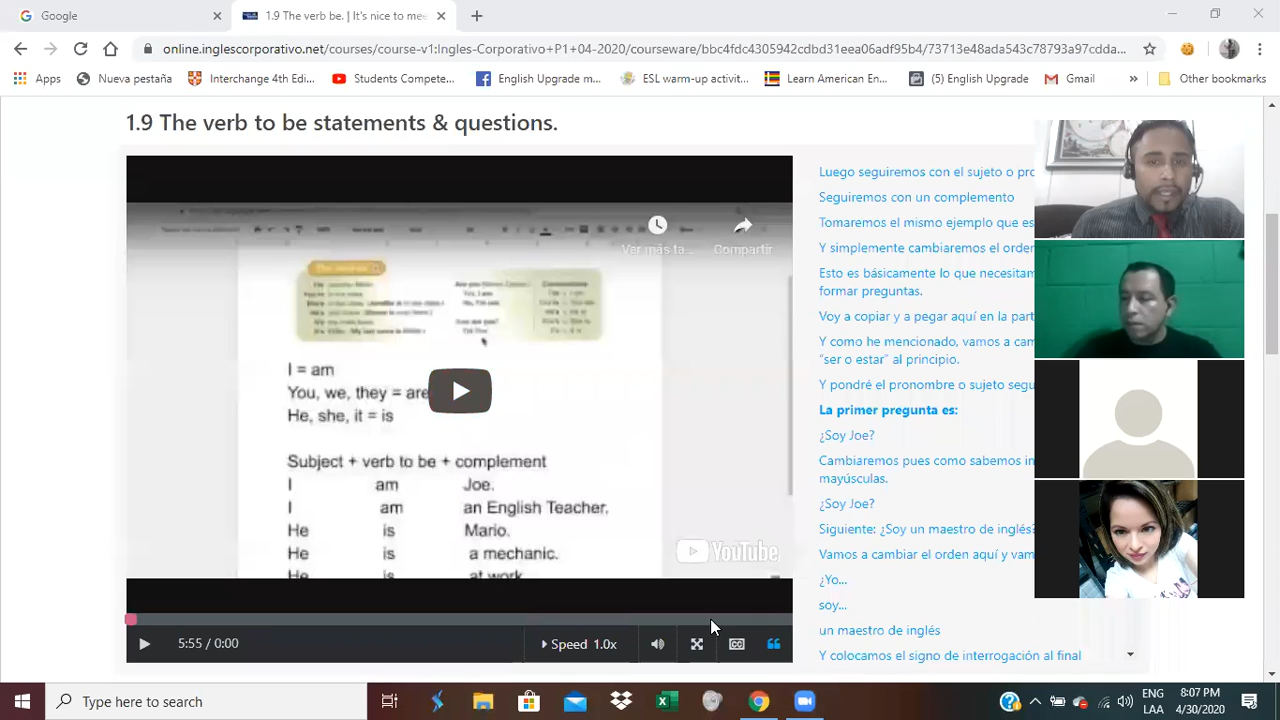 Google
1.9 The verb be. | It's nice to mee
online.inglescorporativo.net/courses/course-v1:Ingles-Corporativo+P1+04-2020/courseware/bbc4fdc4305942cdbd31eea06adf95b4/73713e48ada543c78793a97cdda...
Apps
Nueva pestaña
Interchange 4th Edi...
Students Compete...
English Upgrade m...
ESL warm-up activit...
Learn American En...
(5) English Upgrade
Gmail
»
Other bookmarks
1.9 The verb to be statements & questions.
Ver más ta...
Compartir
I = am
You, we, they = are
He, she, it = is
Subject + verb to be + complement
I am Joe.
I am an English Teacher.
He is Mario.
He is a mechanic.
He is at work
YouTube
5:55 / 0:00
Speed 1.0x
Luego seguiremos con el sujeto o pro
Seguiremos con un complemento
Tomaremos el mismo ejemplo que es
Y simplemente cambiaremos el orden
Esto es básicamente lo que necesitam
formar preguntas.
Voy a copiar y a pegar aquí en la part
Y como he mencionado, vamos a cam
"ser o estar" al principio.
Y pondré el pronombre o sujeto segu
La primer pregunta es:
¿Soy Joe?
Cambiaremos pues como sabemos in
mayúsculas.
¿Soy Joe?
Siguiente: ¿Soy un maestro de inglés?
Vamos a cambiar el orden aquí y vam
¿Yo...
soy...
un maestro de inglés
Y colocamos el signo de interrogación al final
Type here to search
ENG
LAA
8:07 PM
4/30/2020